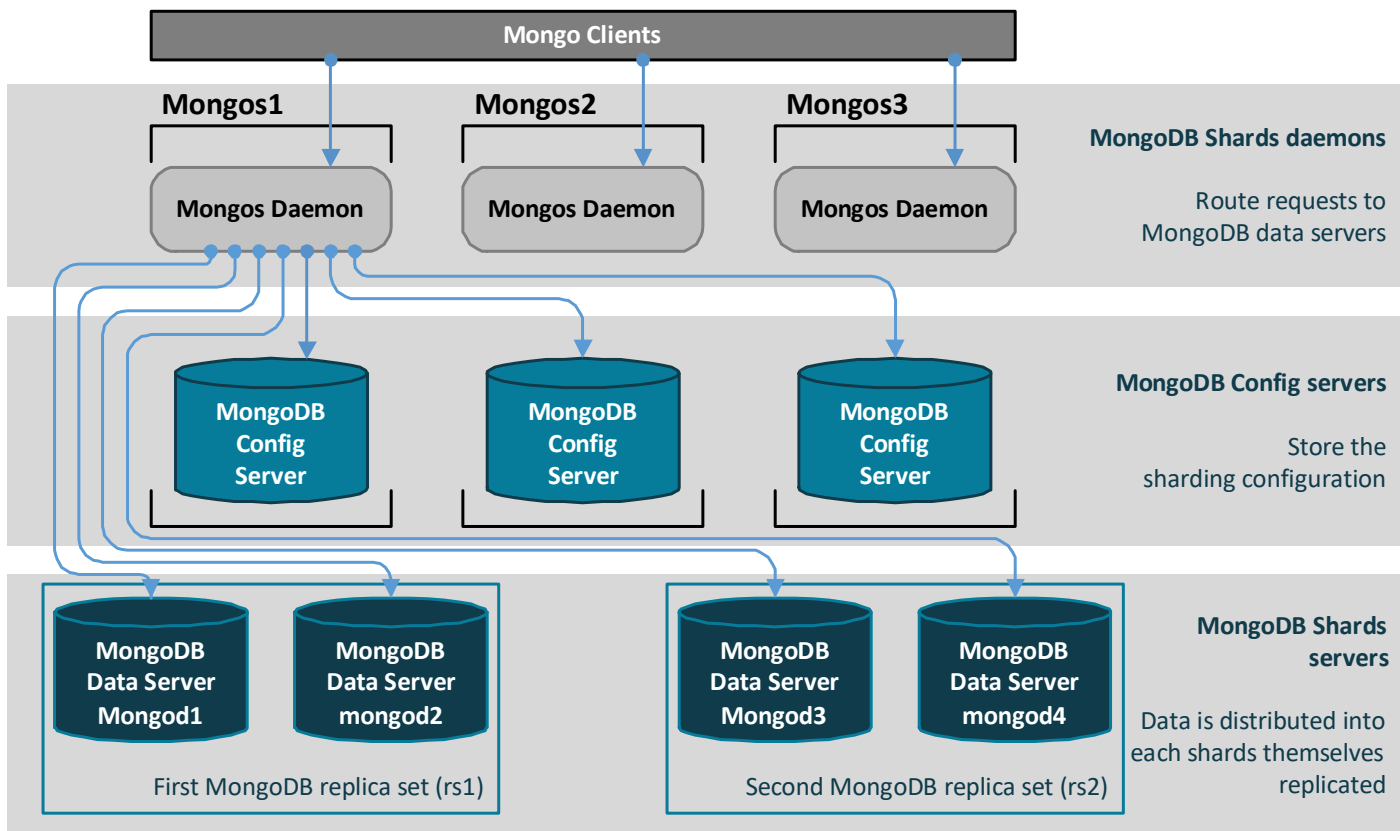 Mongo Clients
Mongos1
Mongos2
Mongos3
Mongos Daemon
Mongos Daemon
Mongos Daemon
MongoDB Shards daemons
Route requests to
MongoDB data servers
MongoDB
Config
Server
MongoDB
Config
Server
MongoDB
Config
Server
MongoDB Config servers
Store the
sharding configuration
MongoDB
Data Server
Mongod1
MongoDB
Data Server
mongod2
First MongoDB replica set (rs1)
MongoDB
Data Server
Mongod3
MongoDB
Data Server
mongod4
Second MongoDB replica set (rs2)
MongoDB Shards
servers
Data is distributed into
each shards themselves
replicated